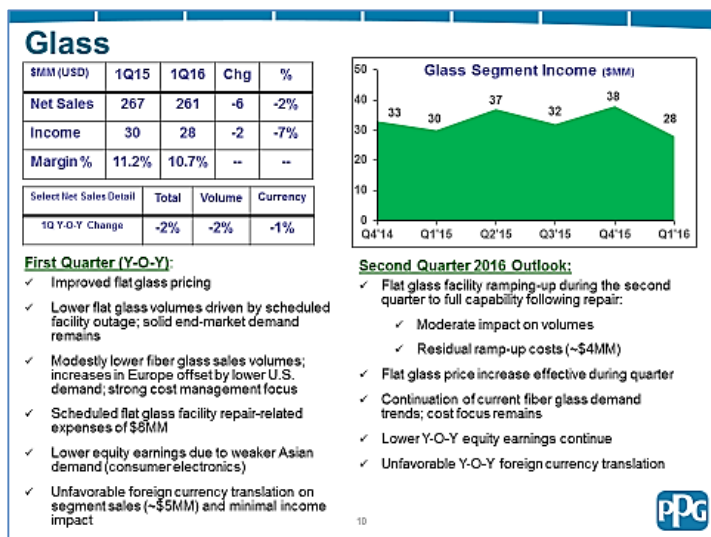 Glass
$MM (USD) 1Q15 1Q16 Chg %
Net Sales 267 261 -6 -2%
Income 30 28 -2 -7%
Margin % 11.2% 10.7% -- --
Select Net Sales Detail Total Volume Currency
1Q Y-O-Y Change -2% -2% -1%
Glass Segment Income ($MM)
50
40
30
20
10
0
33 30 37 32 38 28
Q4'14 Q1'15 Q2'15 Q3'15 Q4'15 Q1'16
First Quarter (Y-O-Y):
✓ Improved flat glass pricing
✓ Lower flat glass volumes driven by scheduled
facility outage; solid end-market demand
remains
✓ Modestly lower fiber glass sales volumes;
increases in Europe offset by lower U.S.
demand; strong cost management focus
✓ Scheduled flat glass facility repair-related
expenses of $8MM
✓ Lower equity earnings due to weaker Asian
demand (consumer electronics)
✓ Unfavorable foreign currency translation on
segment sales (~$5MM) and minimal income
impact
Second Quarter 2016 Outlook:
✓ Flat glass facility ramping-up during the second
quarter to full capability following repair:
✓ Moderate impact on volumes
✓ Residual ramp-up costs (~$4MM)
✓ Flat glass price increase effective during quarter
✓ Continuation of current fiber glass demand
trends; cost focus remains
✓ Lower Y-O-Y equity earnings continue
✓ Unfavorable Y-O-Y foreign currency translation
10
PPG